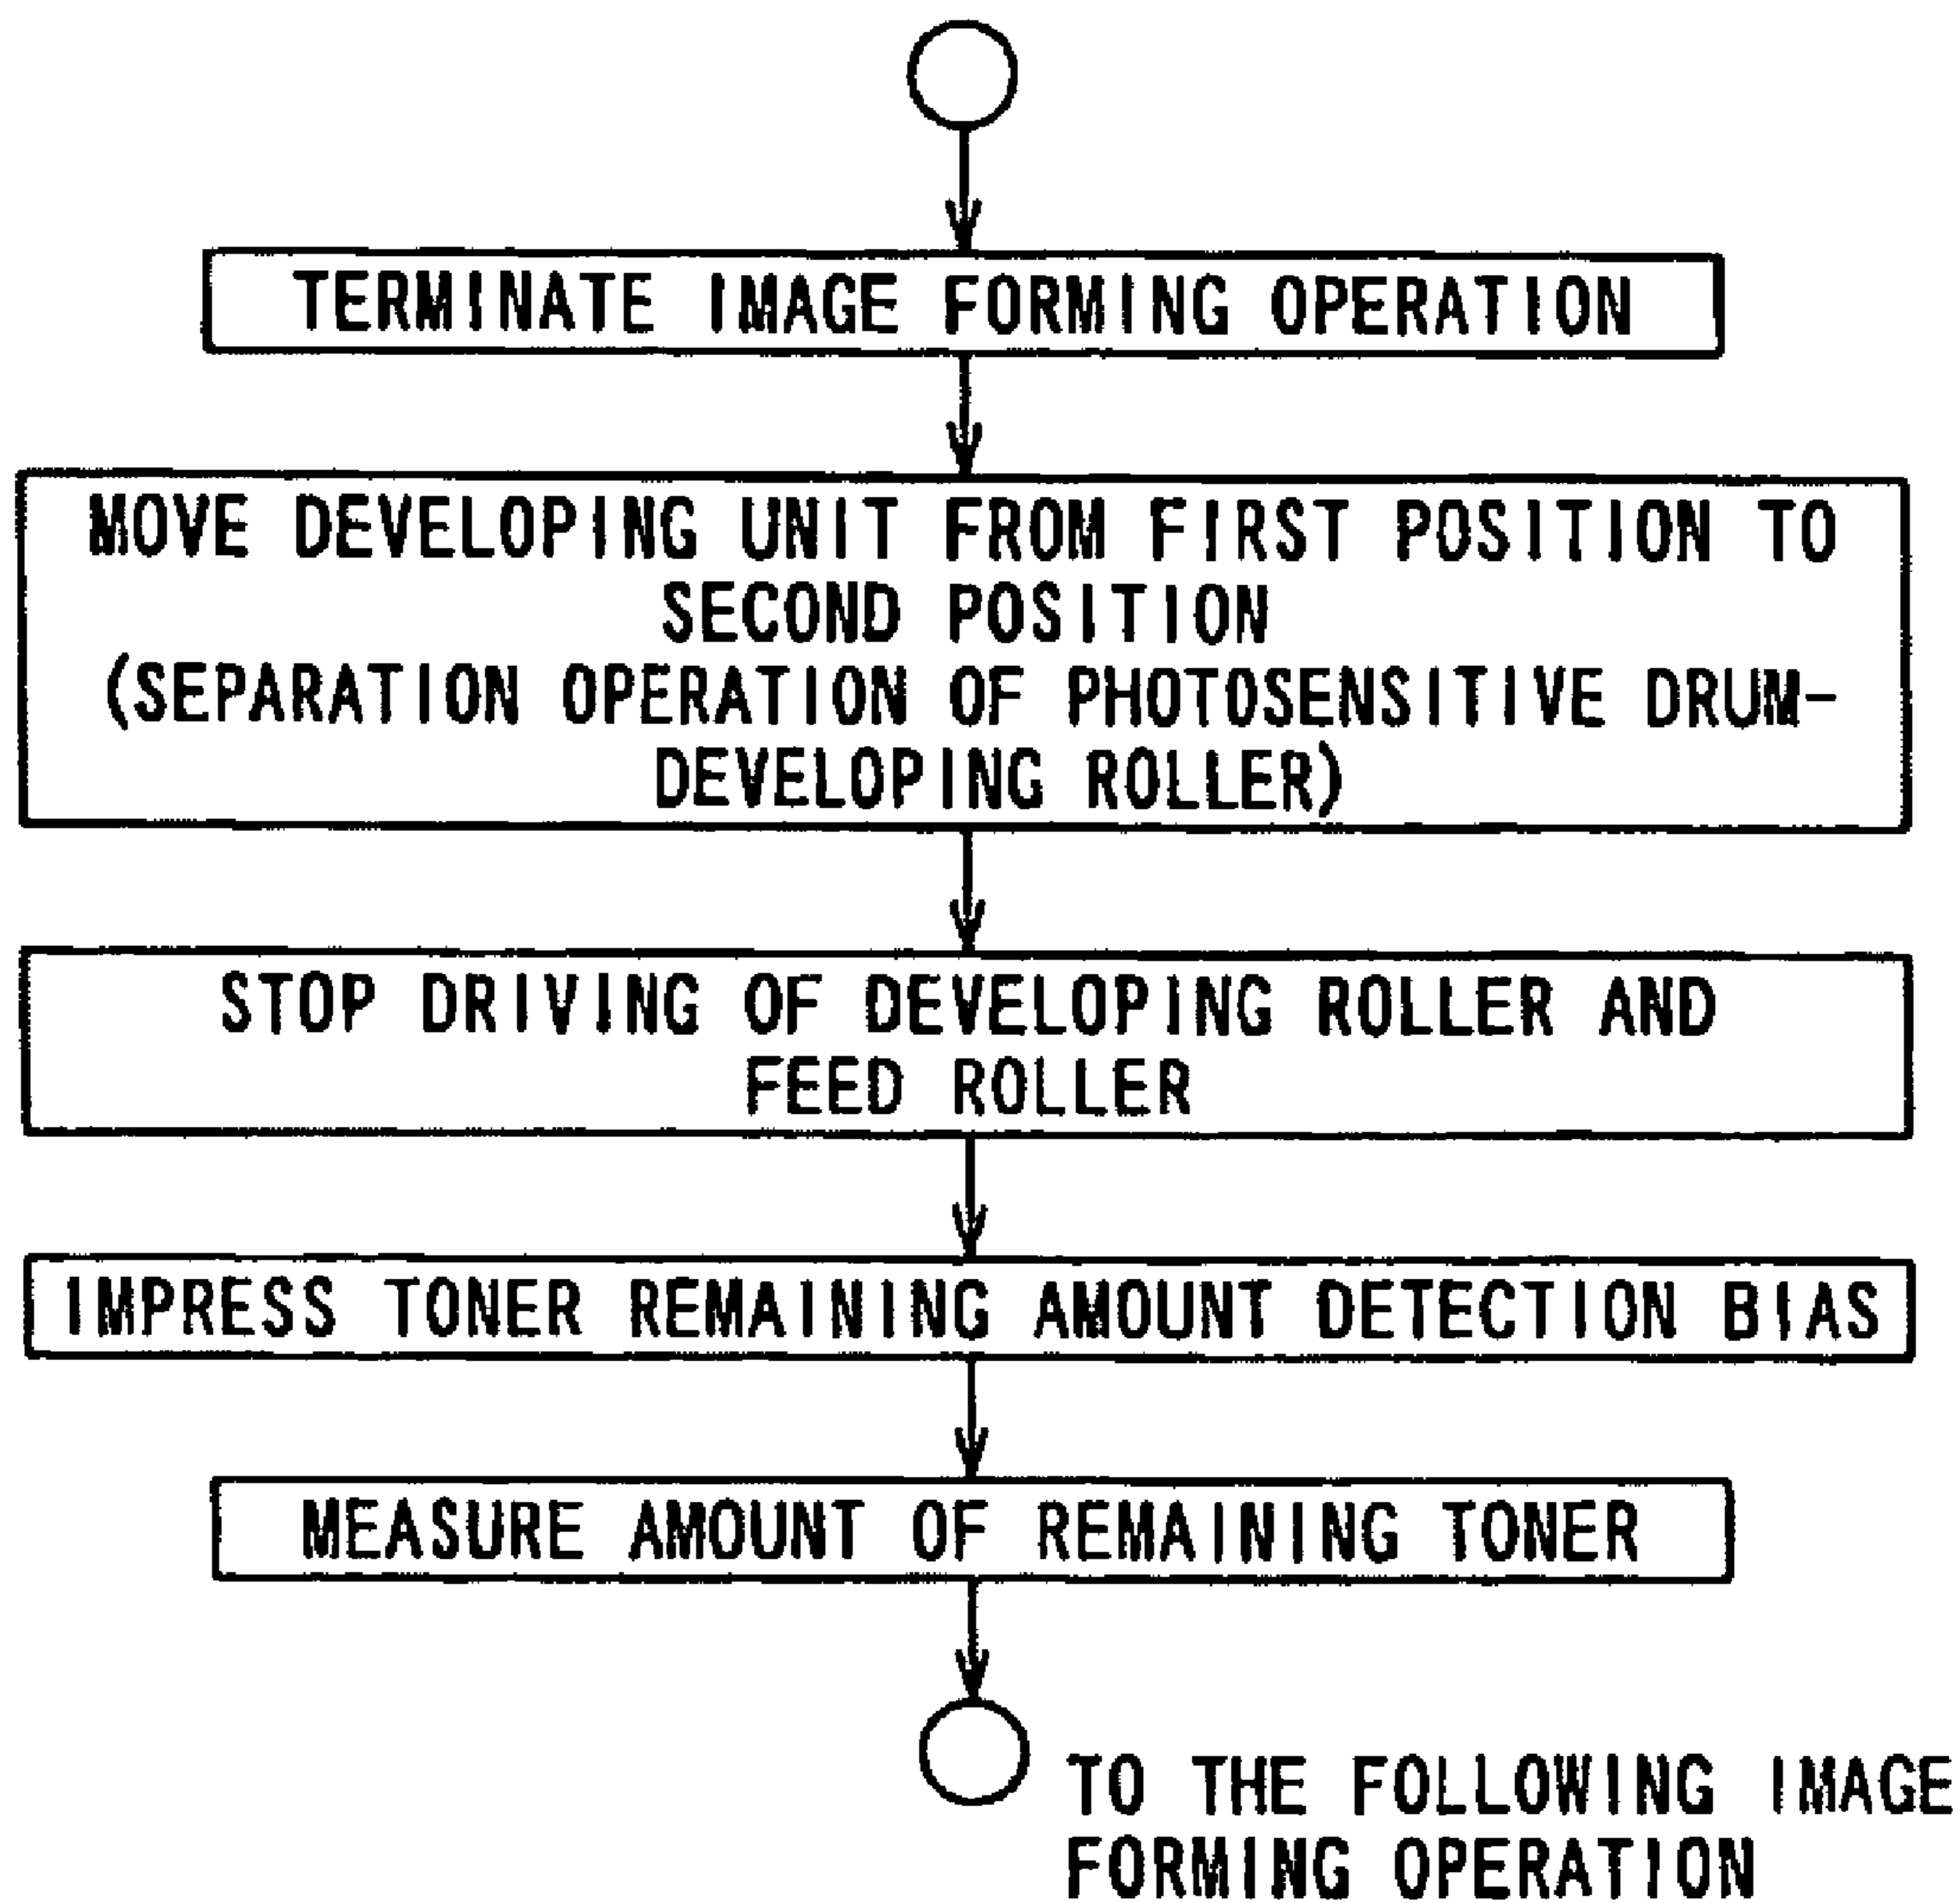 TERMINATE IMAGE FORMING OPERATION
MOVE DEVELOPING UNIT FROM FIRST POSITION TO
SECOND POSITION
(SEPARATION OPERATION OF PHOTOSENSITIVE DRUM-
DEVELOPING ROLLER)
STOP DRIVING OF DEVELOPING ROLLER AND
FEED ROLLER
IMPRESS TONER REMAINING AMOUNT DETECTION BIAS
MEASURE AMOUNT OF REMAINING TONER
TO THE FOLLOWING IMAGE
FORMING OPERATION